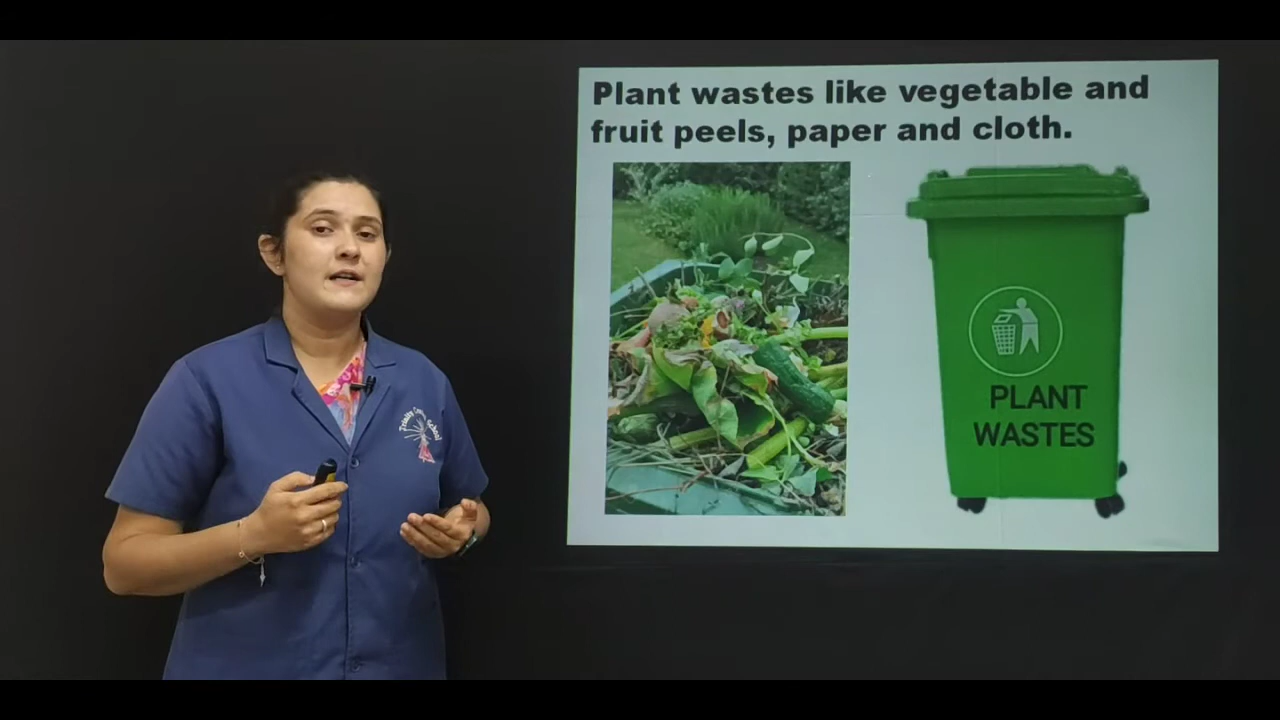 Plant wastes like vegetable and
fruit peels, paper and cloth.
PLANT
WASTES